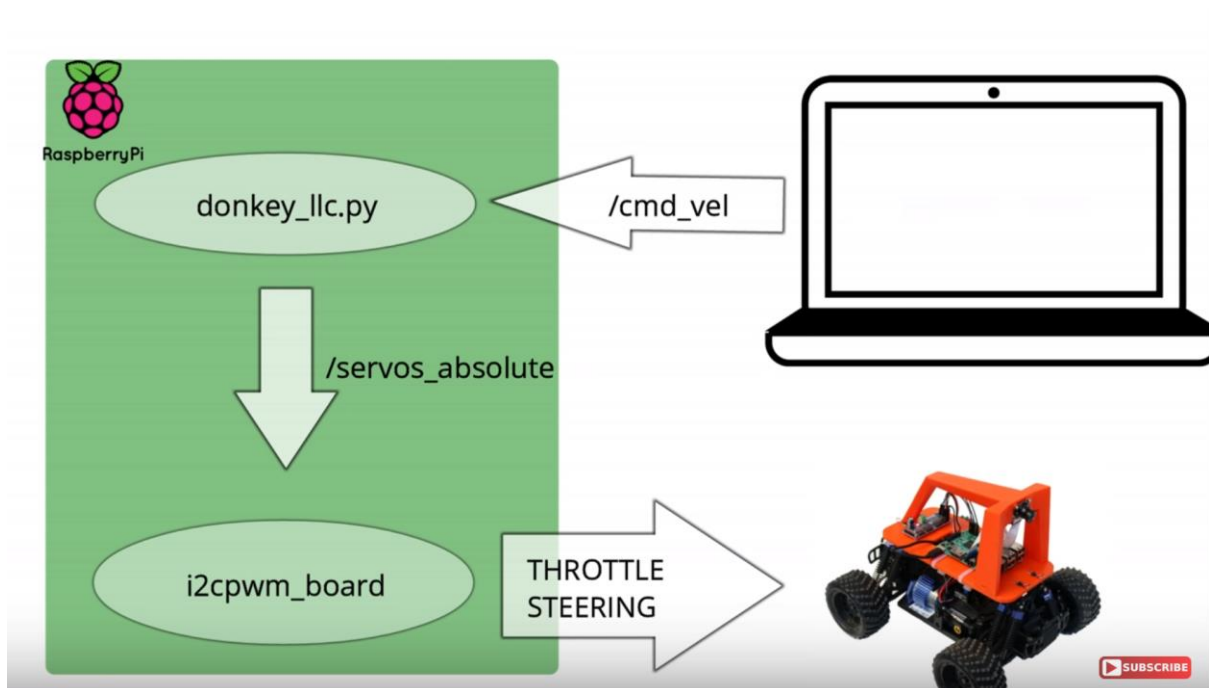 RaspberryPi
donkey_llc.py
/cmd_vel
/servos_absolute
i2cpwm_board
THROTTLE
STEERING
SUBSCRIBE